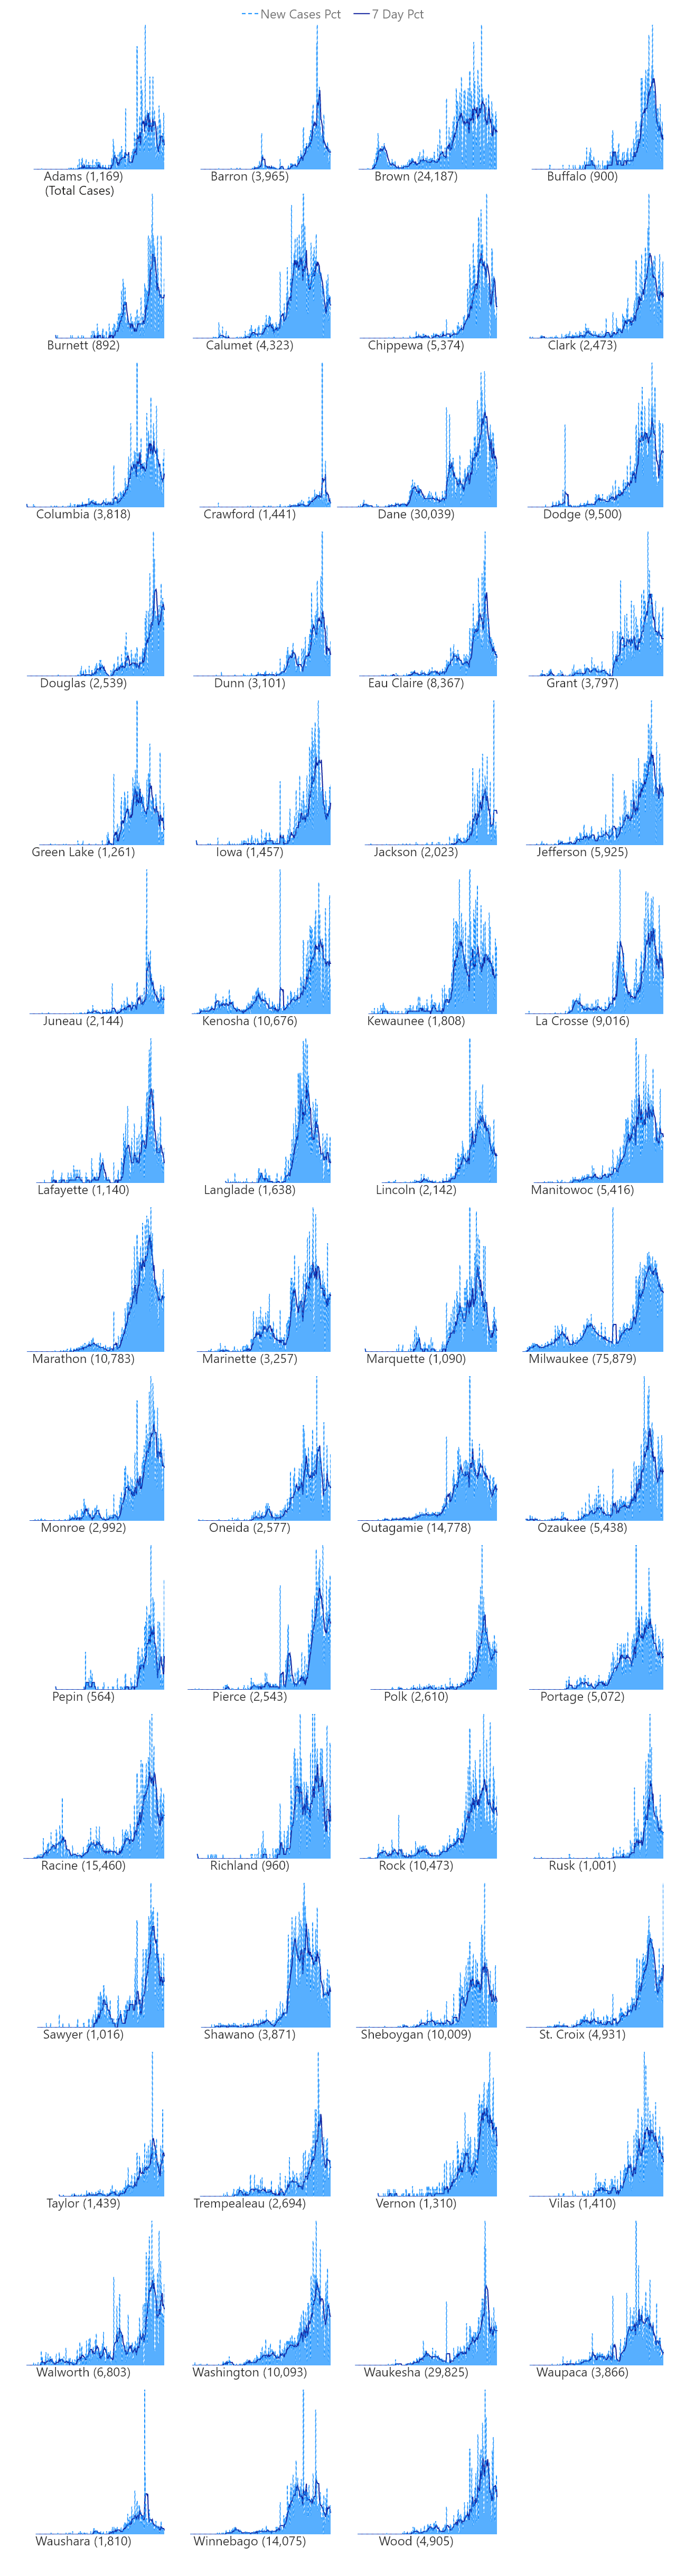 New Cases Pct 7 Day Pct
Adams (1,169) Barron (3,965) Brown (24,187) Buffalo (900)
(Total Cases)
Burnett (892) Calumet (4,323) Chippewa (5,374) Clark (2,473)
Columbia (3,818) Crawford (1,441) Dane (30,039) Dodge (9,500)
Douglas (2,539) Dunn (3,101) Eau Claire (8,367) Grant (3,797)
Green Lake (1,261) Iowa (1,457) Jackson (2,023) Jefferson (5,925)
Juneau (2,144) Kenosha (10,676) Kewaunee (1,808) La Crosse (9,016)
Lafayette (1,140) Langlade (1,638) Lincoln (2,142) Manitowoc (5,416)
Marathon (10,783) Marinette (3,257) Marquette (1,090) Milwaukee (75,879)
Monroe (2,992) Oneida (2,577) Outagamie (14,778) Ozaukee (5,438)
Pepin (564) Pierce (2,543) Polk (2,610) Portage (5,072)
Racine (15,460) Richland (960) Rock (10,473) Rusk (1,001)
Sawyer (1,016) Shawano (3,871) Sheboygan (10,009) St. Croix (4,931)
Taylor (1,439) Trempealeau (2,694) Vernon (1,310) Vilas (1,410)
Walworth (6,803) Washington (10,093) Waukesha (29,825) Waupaca (3,866)
Waushara (1,810) Winnebago (14,075) Wood (4,905)